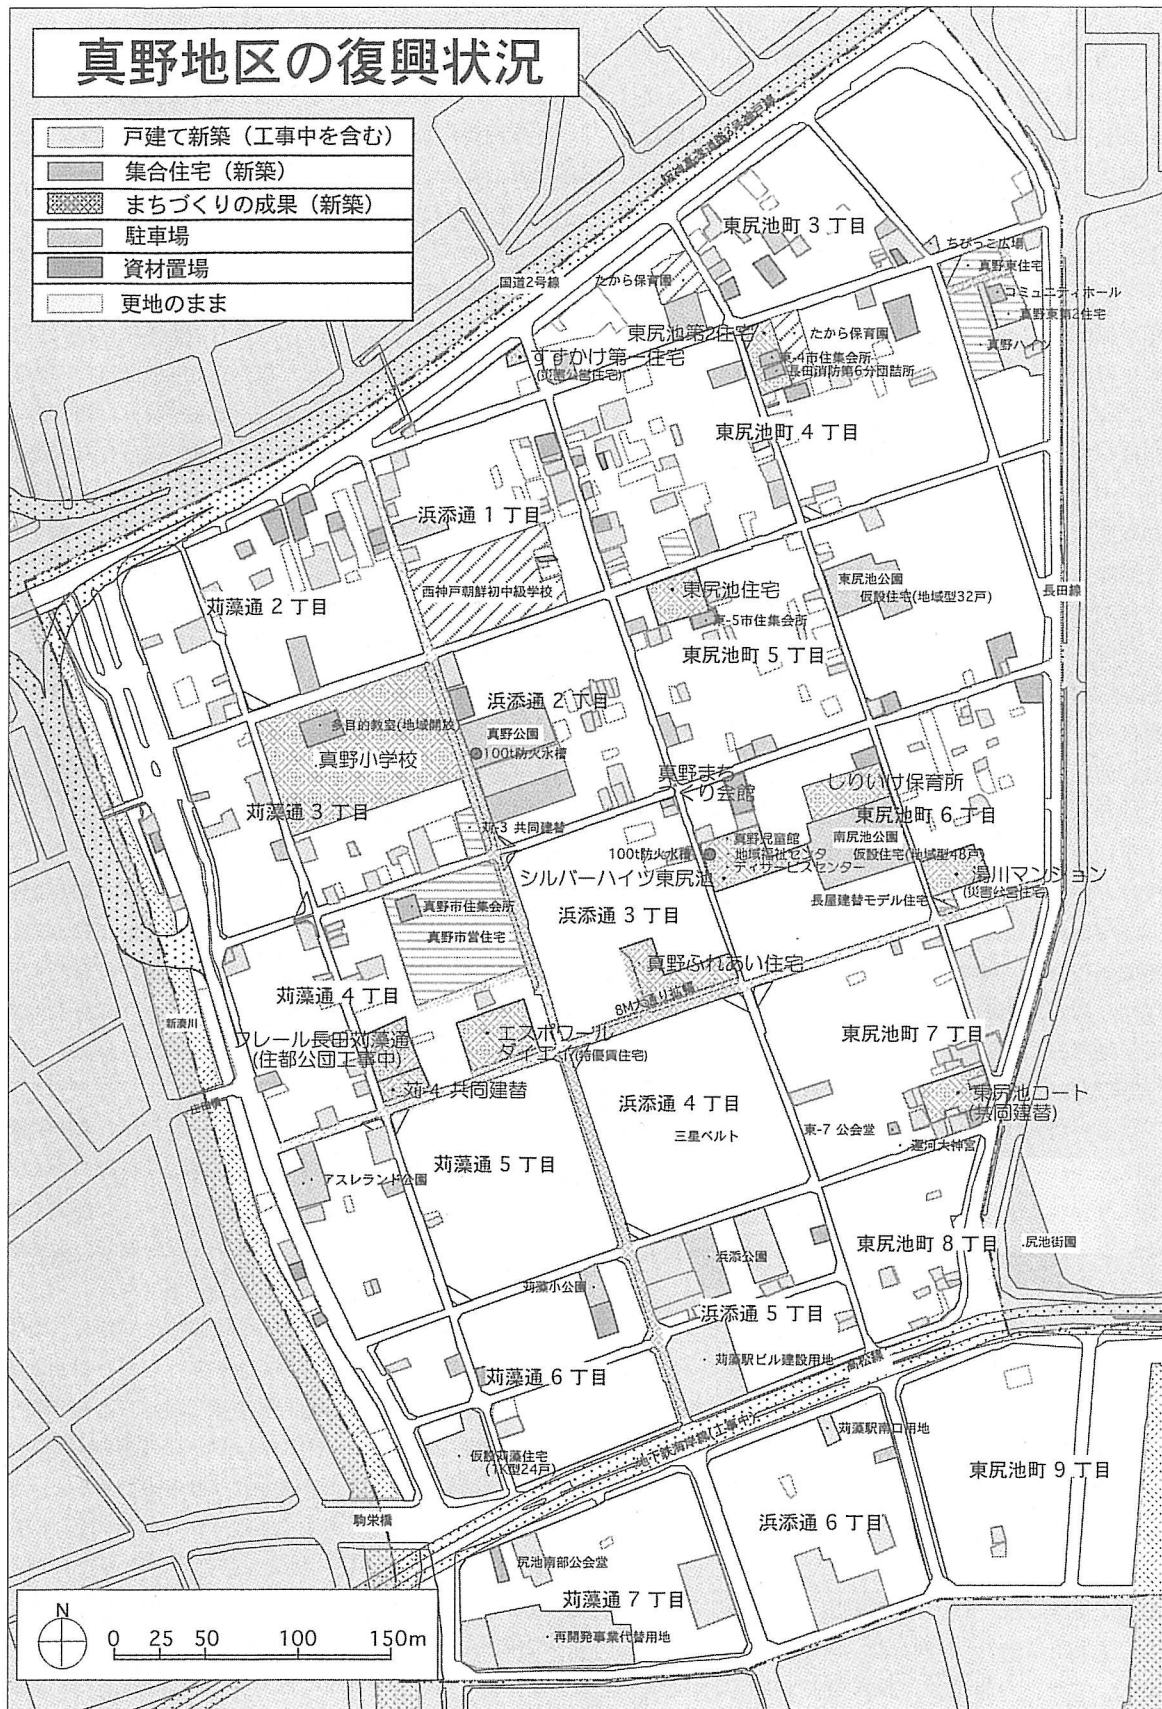 真野地区の復興状況
戸建て新築（工事中を含む）
集合住宅（新築）
まちづくりの成果（新築）
駐車場
資材置場
更地のまま
東尻池町 3 丁目
ちびっこ広場
真野東住宅
国道2号線
たから保育園
コミュニティホール
真野東第2住宅
東尻池第2住宅
たから保育園
真野ハイツ
すずかけ第一住宅
(災害公営住宅)
東-4市住集会所
長田消防第6分団詰所
東尻池町 4 丁目
浜添通 1 丁目
西神戸朝鮮初中級学校
東尻池公園
仮設住宅(地域型32戸)
長田線
東尻池住宅
苅藻通 2 丁目
東-5市住集会所
東尻池町 5 丁目
浜添通 2 丁目
多目的教室(地域開放)
真野公園
100t防火水槽
真野小学校
真野まち
づくり会館
しりいけ保育所
苅藻通 3 丁目
東尻池町 6 丁目
苅-3 共同建替
真野児童館
南尻池公園
100t防火水槽
地域福祉センタ
仮設住宅(地域型48戸)
デイサービスセンター
シルバーハイツ東尻池
湯川マンション
(災害公営住宅)
長屋建替モデル住宅
真野市住集会所
浜添通 3 丁目
真野市営住宅
真野ふれあい住宅
苅藻通 4 丁目
8M大通り拡幅
新湊川
フレール長田苅藻通
(住都公団工事中)
エスポワール
ダイエイ(特優賃住宅)
東尻池町 7 丁目
苅-4 共同建替
東尻池コート
(共同建替)
浜添通 4 丁目
東-7 公会堂
三星ベルト
運河大神宮
苅藻通 5 丁目
アスレランド公園
東尻池町 8 丁目
尻池街園
浜添公園
苅藻小公園
浜添通 5 丁目
苅藻駅ビル建設用地
高松線
苅藻通 6 丁目
地下鉄海岸線(工事中)
苅藻駅南口用地
仮設苅藻住宅
(1K型24戸)
東尻池町 9 丁目
駒栄橋
浜添通 6 丁目
尻池南部公会堂
苅藻通 7 丁目
再開発事業代替用地
N
0 25 50 100 150m